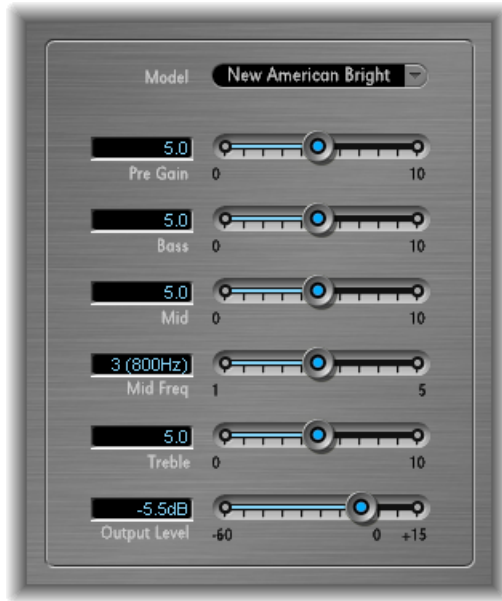 Model New American Bright
5.0
Pre Gain 0 10
5.0
Bass 0 10
5.0
Mid 0 10
3 (800Hz)
Mid Freq 1 5
5.0
Treble 0 10
-5.5dB
Output Level -60 0 +15